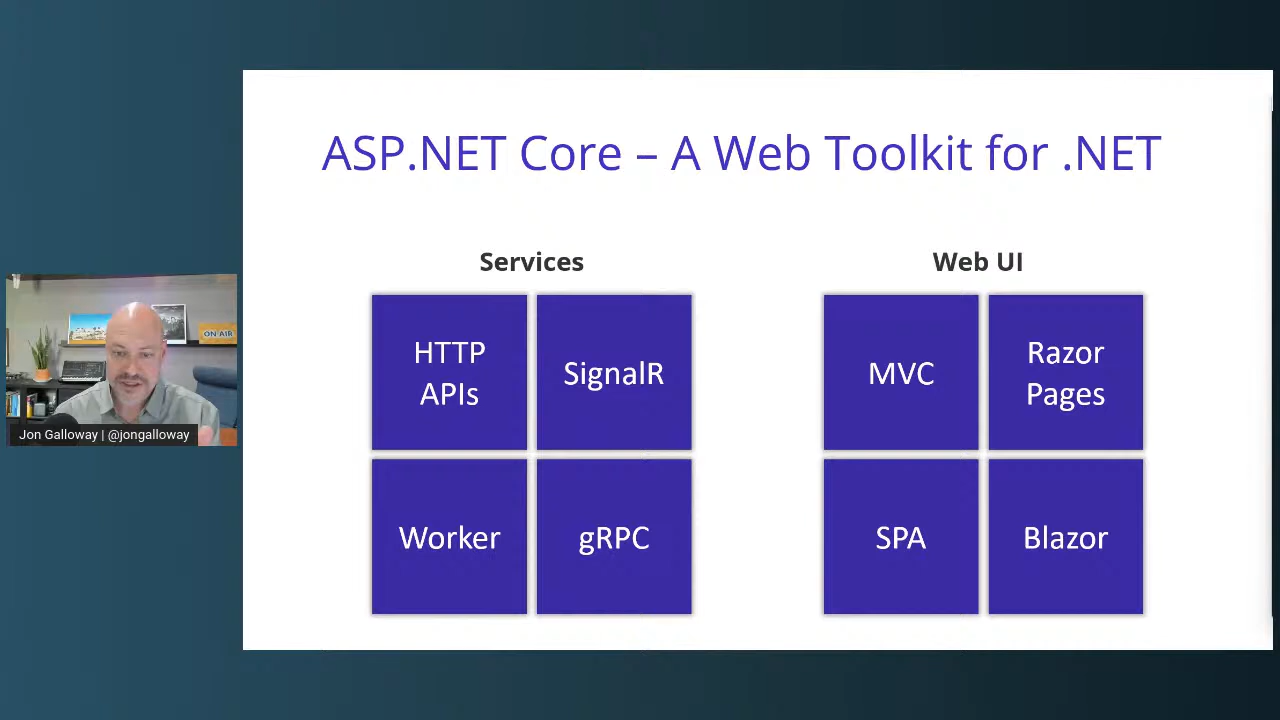 ASP.NET Core – A Web Toolkit for .NET
Services
HTTP
APIs
SignalR
Worker
gRPC
Web UI
MVC
Razor
Pages
SPA
Blazor
ON AIR
Jon Galloway | @jongalloway